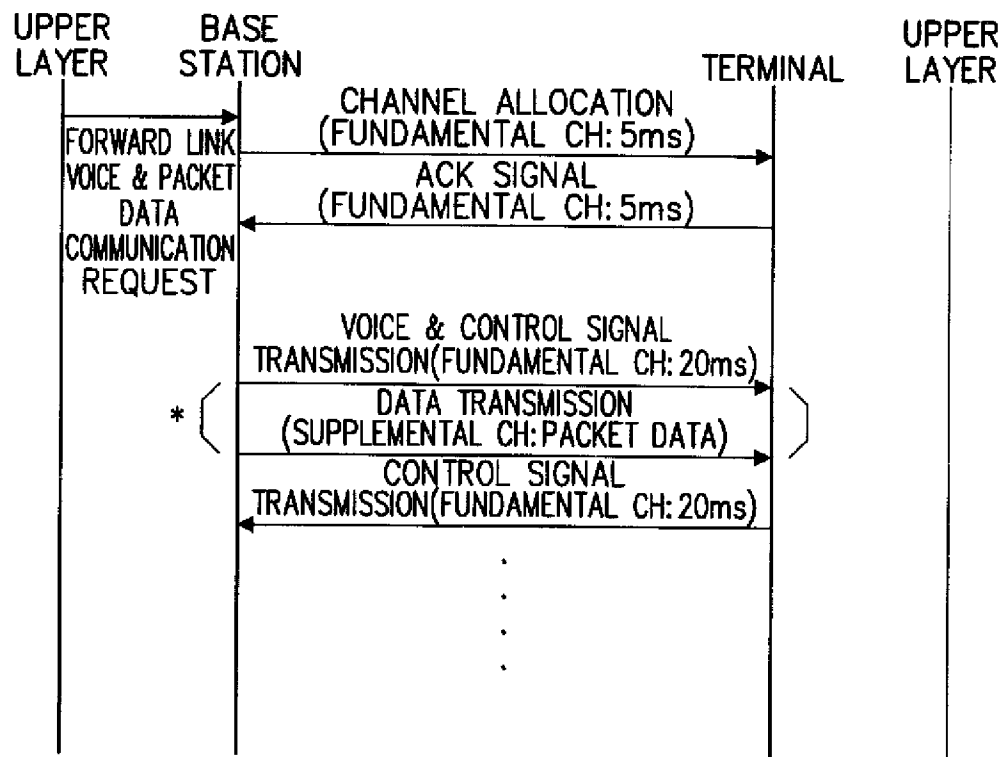 UPPER
LAYER
BASE
STATION
TERMINAL
UPPER
LAYER
CHANNEL ALLOCATION
(FUNDAMENTAL CH: 5ms)
FORWARD LINK
VOICE & PACKET
DATA
COMMUNICATION
REQUEST
ACK SIGNAL
(FUNDAMENTAL CH: 5ms)
VOICE & CONTROL SIGNAL
TRANSMISSION(FUNDAMENTAL CH: 20ms)
*
DATA TRANSMISSION
(SUPPLEMENTAL CH: PACKET DATA)
CONTROL SIGNAL
TRANSMISSION(FUNDAMENTAL CH: 20ms)